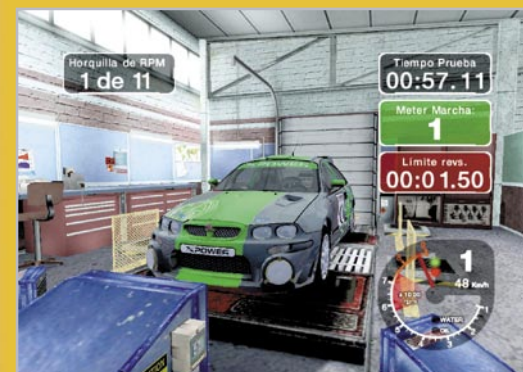 Horquilla de RPM
1 de 11
Tiempo Prueba
00:57.11
Meter Marcha:
1
Límite revs.
00:01.50
POWER
1
48 Km/h
WATER